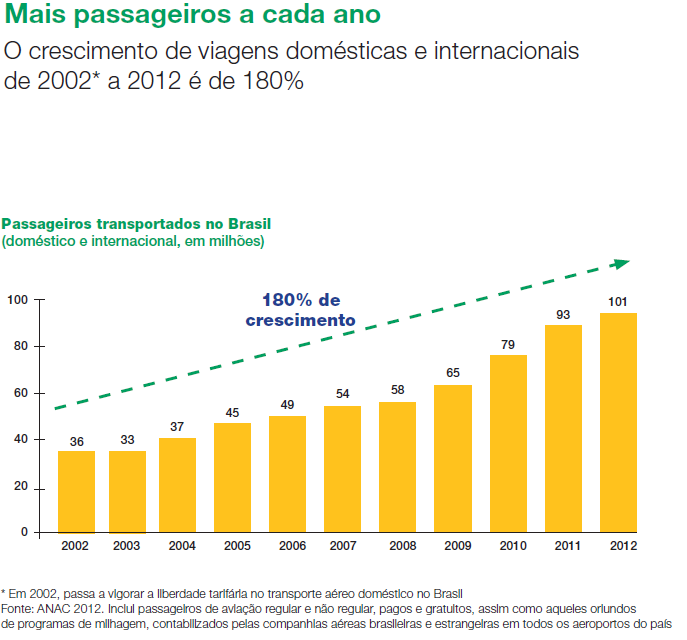 Mais passageiros a cada ano
O crescimento de viagens domésticas e internacionais
de 2002* a 2012 é de 180%
Passageiros transportados no Brasil
(doméstico e internacional, em milhões)
180% de
crescimento
100
80
60
40
20
0
36
33
37
45
49
54
58
65
79
93
101
2002
2003
2004
2005
2006
2007
2008
2009
2010
2011
2012
* Em 2002, passa a vigorar a liberdade tarifária no transporte aéreo doméstico no Brasil
Fonte: ANAC 2012. Inclui passageiros de aviação regular e não regular, pagos e gratuitos, assim como aqueles oriundos
de programas de milhagem, contabilizados pelas companhias aéreas brasileiras e estrangeiras em todos os aeroportos do país